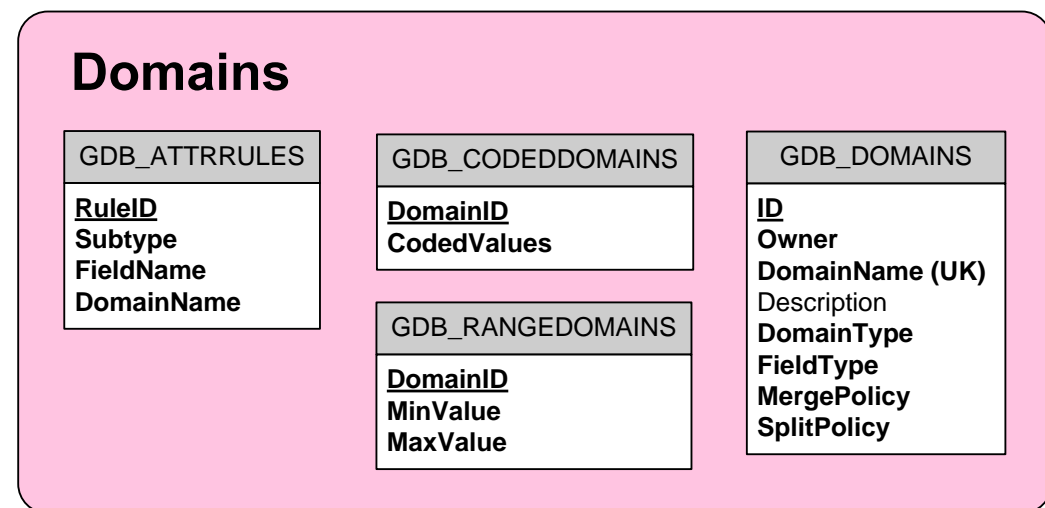 Domains
GDB_ATTRRULES
RuleID
Subtype
FieldName
DomainName
GDB_CODEDDOMAINS
DomainID
CodedValues
GDB_RANGEDOMAINS
DomainID
MinValue
MaxValue
GDB_DOMAINS
ID
Owner
DomainName (UK)
Description
DomainType
FieldType
MergePolicy
SplitPolicy